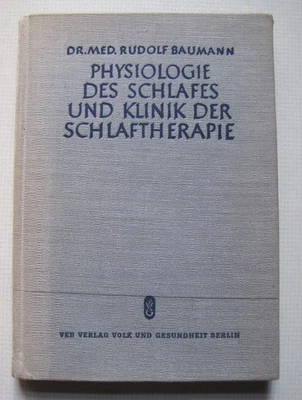 DR. MED. RUDOLF BAUMANN
PHYSIOLOGIE
DES SCHLAFES
UND KLINIK DER
SCHLAFTHERAPIE
VEB VERLAG VOLK UND GESUNDHEIT BERLIN